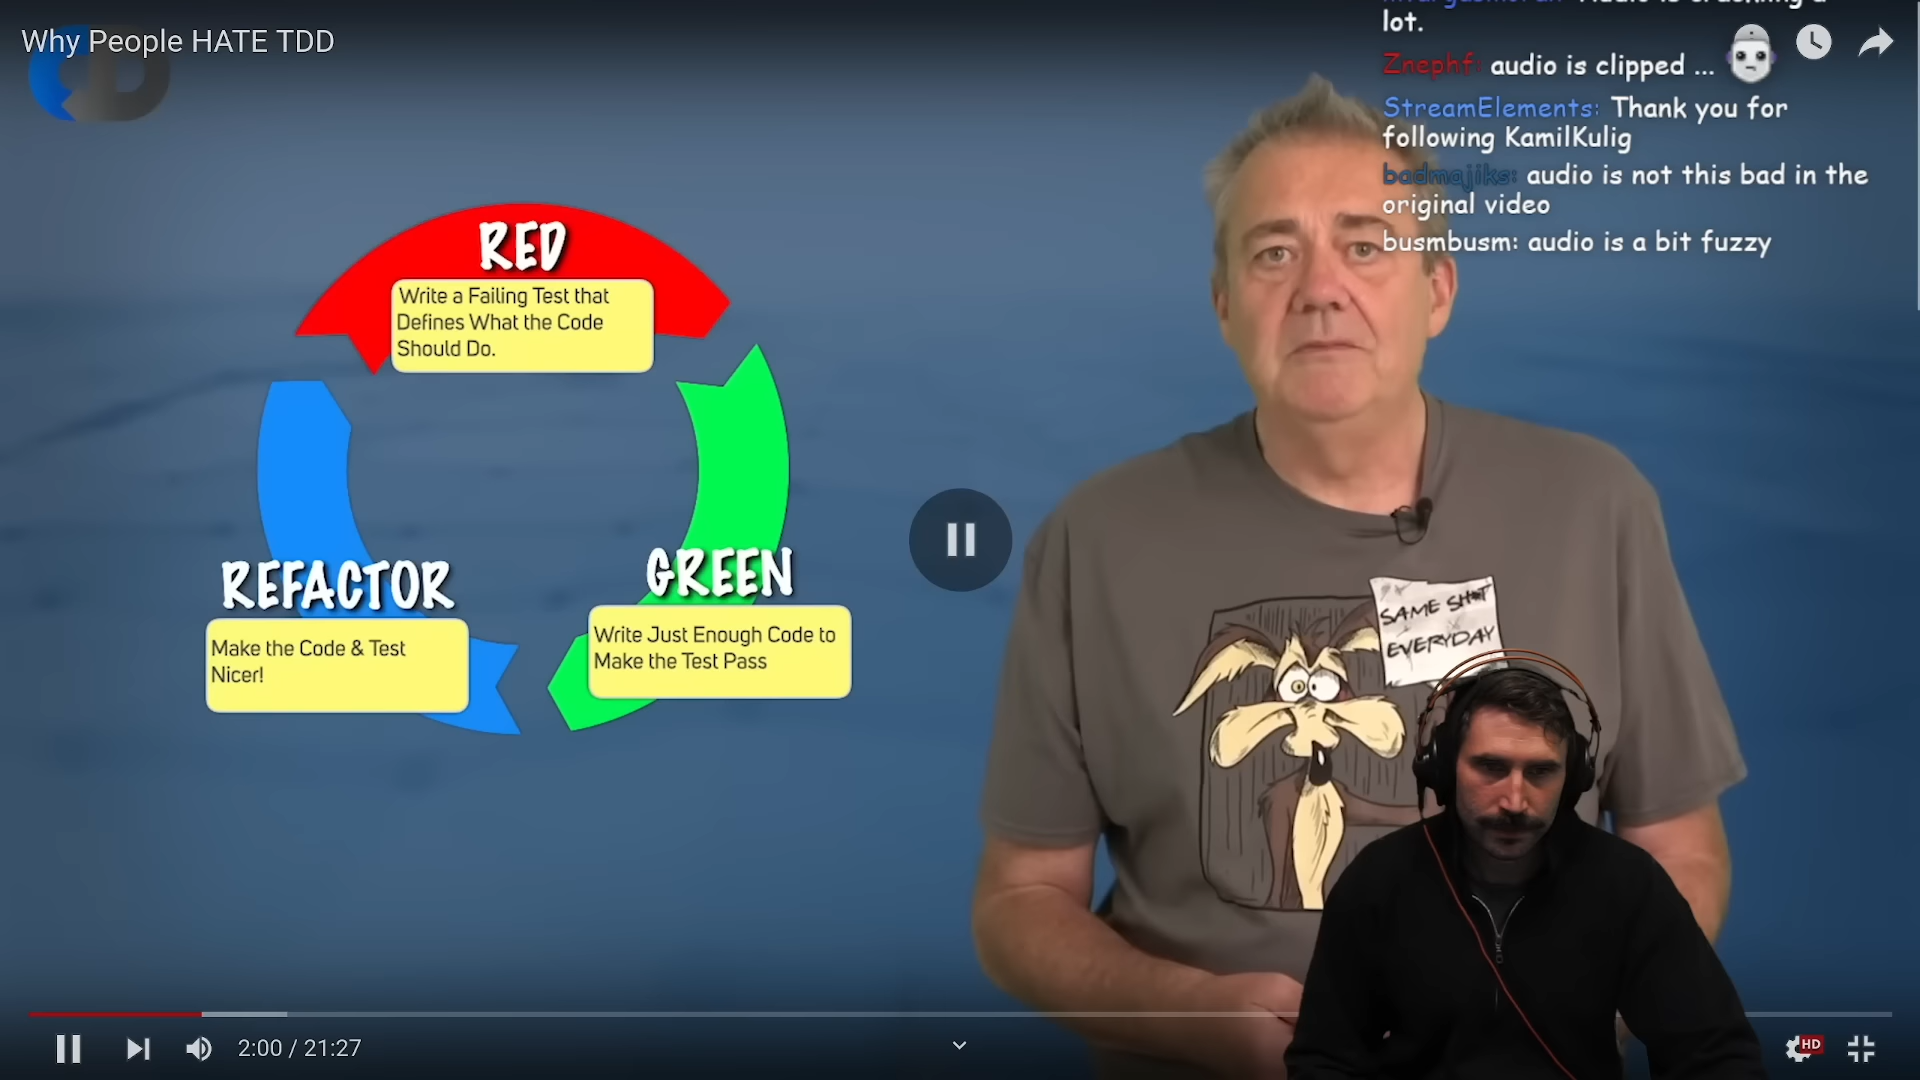 Why People HATE TDD
lot.
Znephf: audio is clipped ...
StreamElements: Thank you for
following KamilKulig
badmajiks: audio is not this bad in the
original video
busmbusm: audio is a bit fuzzy
RED
Write a Failing Test that
Defines What the Code
Should Do.
GREEN
Write Just Enough Code to
Make the Test Pass
REFACTOR
Make the Code & Test
Nicer!
SAME SH*T
EVERYDAY
2:00 / 21:27
HD